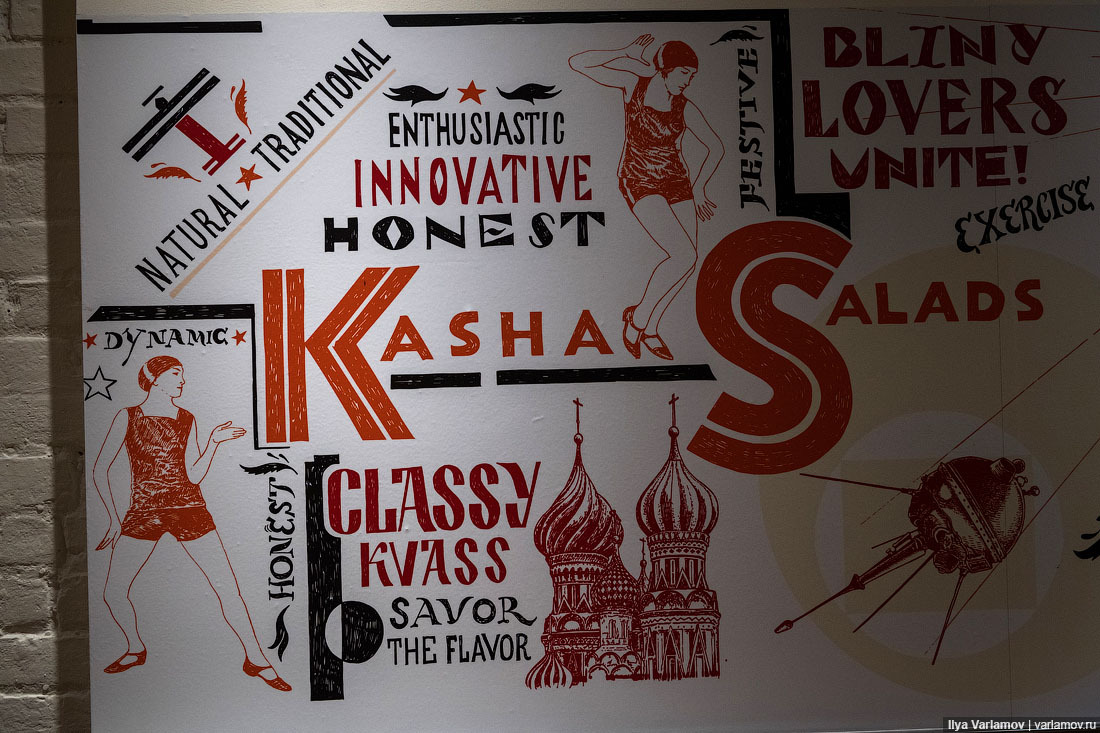 NATURAL ★ TRADITIONAL
ENTHUSIASTIC
INNOVATIVE
HONEST
FESTIVE
BLINY
LOVERS
UNITE!
EXERCISE
KASHA
SALADS
★ DYNAMIC ★
HONEST
CLASSY
KVASS
SAVOR
THE FLAVOR
Ilya Varlamov | varlamov.ru